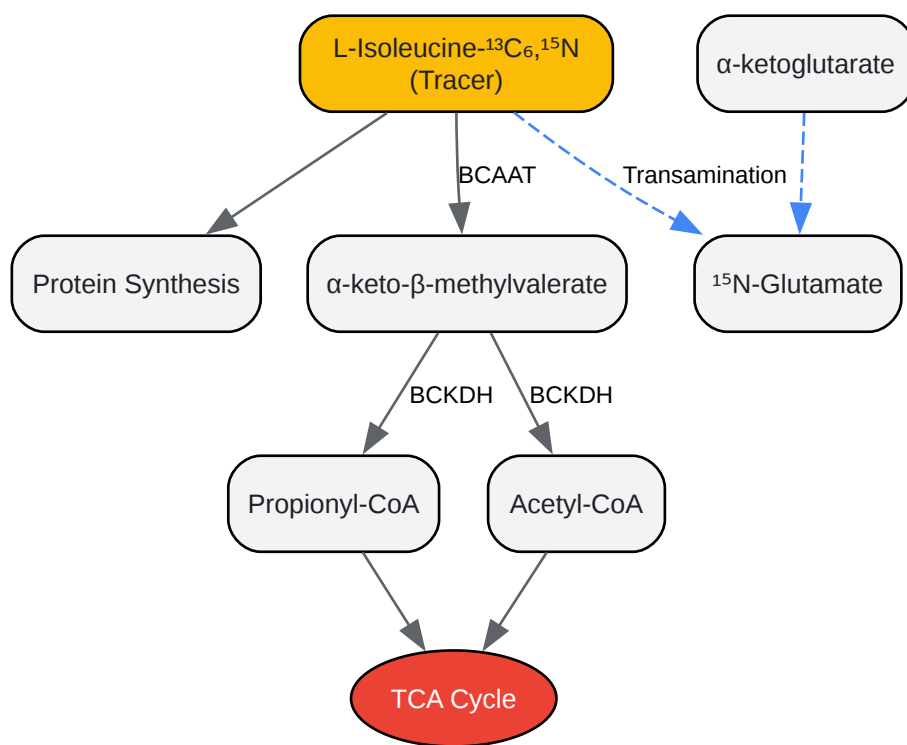 L-Isoleucine-¹³C₆,¹⁵N
(Tracer)
α-ketoglutarate
BCAAT
Transamination
Protein Synthesis
α-keto-β-methylvalerate
¹⁵N-Glutamate
BCKDH
BCKDH
Propionyl-CoA
Acetyl-CoA
TCA Cycle